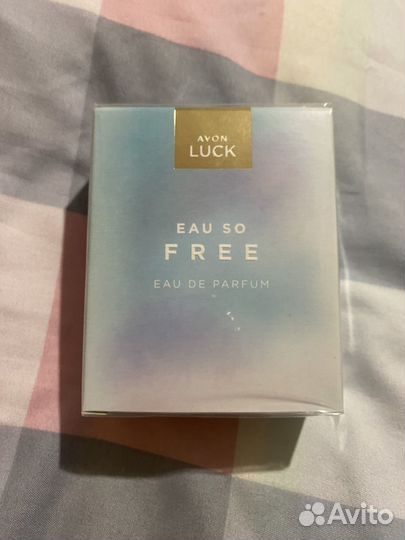 AVON
LUCK
EAU SO
FREE
EAU DE PARFUM
Avito